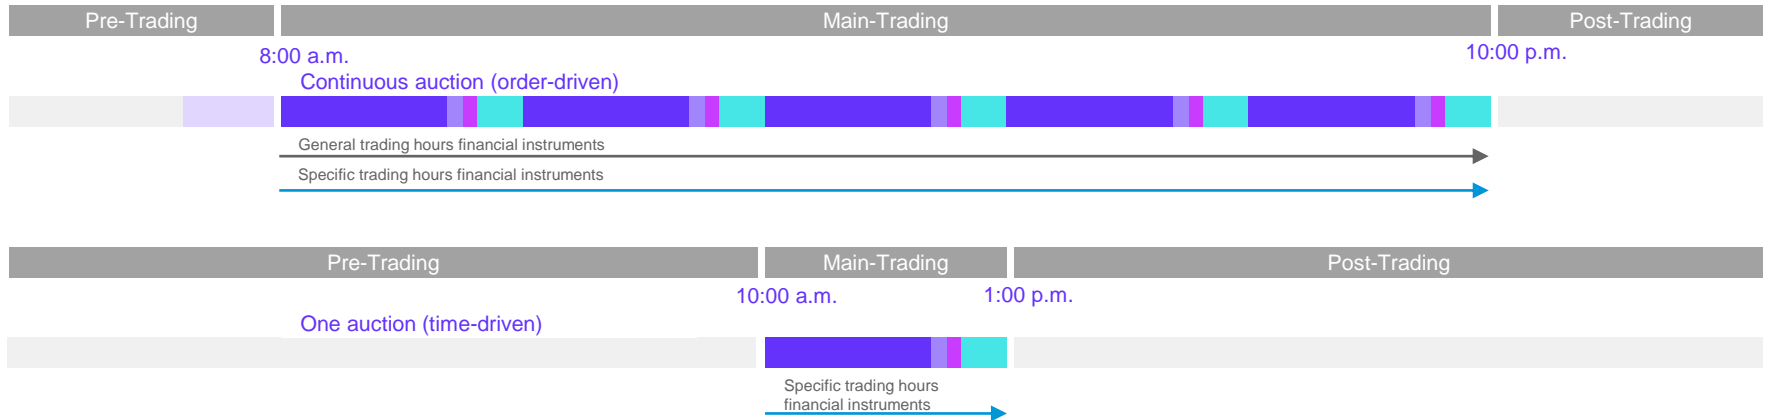 Pre-Trading Main-Trading Post-Trading
8:00 a.m. 10:00 p.m.
Continuous auction (order-driven)
General trading hours financial instruments
Specific trading hours financial instruments
Pre-Trading Main-Trading Post-Trading
10:00 a.m. 1:00 p.m.
One auction (time-driven)
Specific trading hours
financial instruments